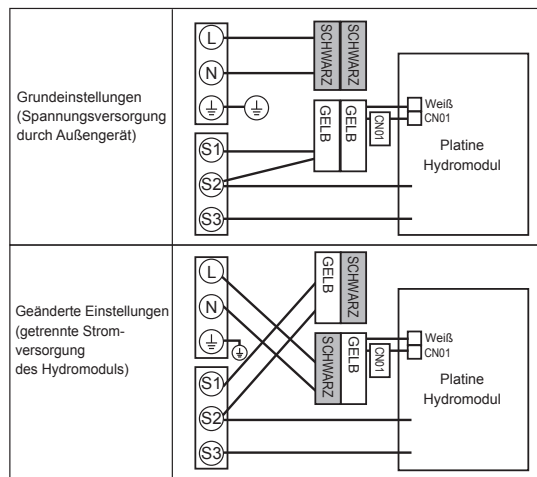 Grundeinstellungen
(Spannungsversorgung
durch Außengerät)
L
N
S1
S2
S3
SCHWARZ
SCHWARZ
GELB
GELB
CN01
Weiß
CN01
Platine
Hydromodul
Geänderte Einstellungen
(getrennte Strom-
versorgung
des Hydromoduls)
L
N
S1
S2
S3
GELB
SCHWARZ
SCHWARZ
GELB
CN01
Weiß
CN01
Platine
Hydromodul